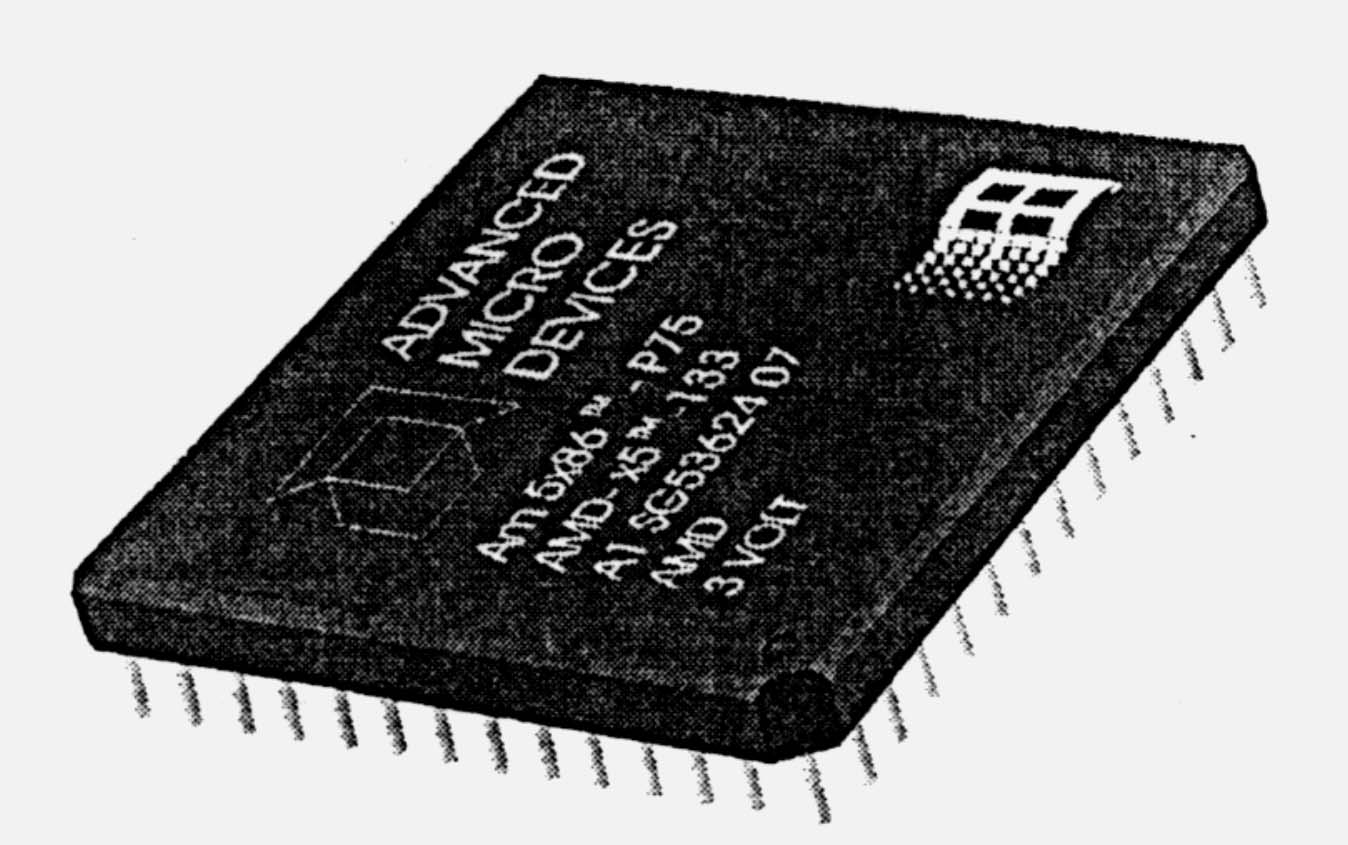 ADVANCED
MICRO
DEVICES
Am5x86™-P75
AMD-X5™-133
A1 SG5362407
AMD
3 VOLT